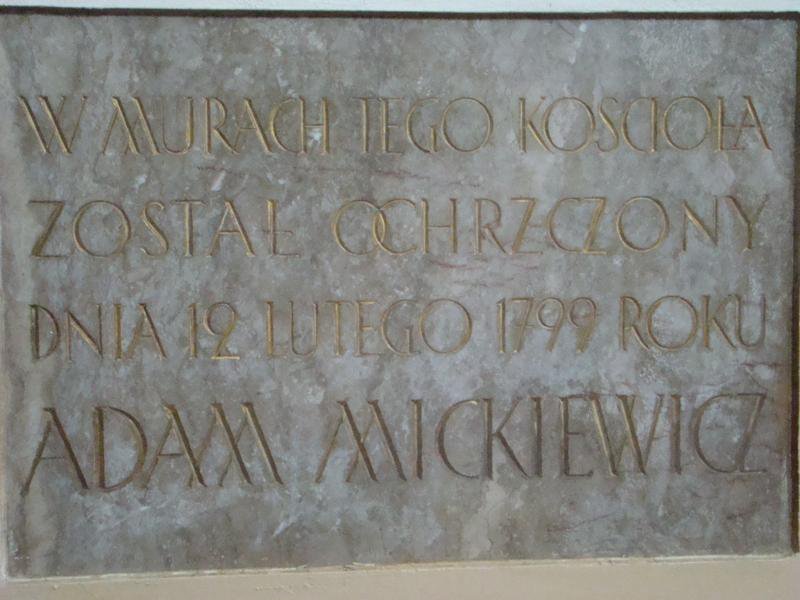 W MURACH TEGO KOSCIOŁA
ZOSTAŁ OCHRZCZONY
DNIA 12 LUTEGO 1799 ROKU
ADAM MICKIEWICZ